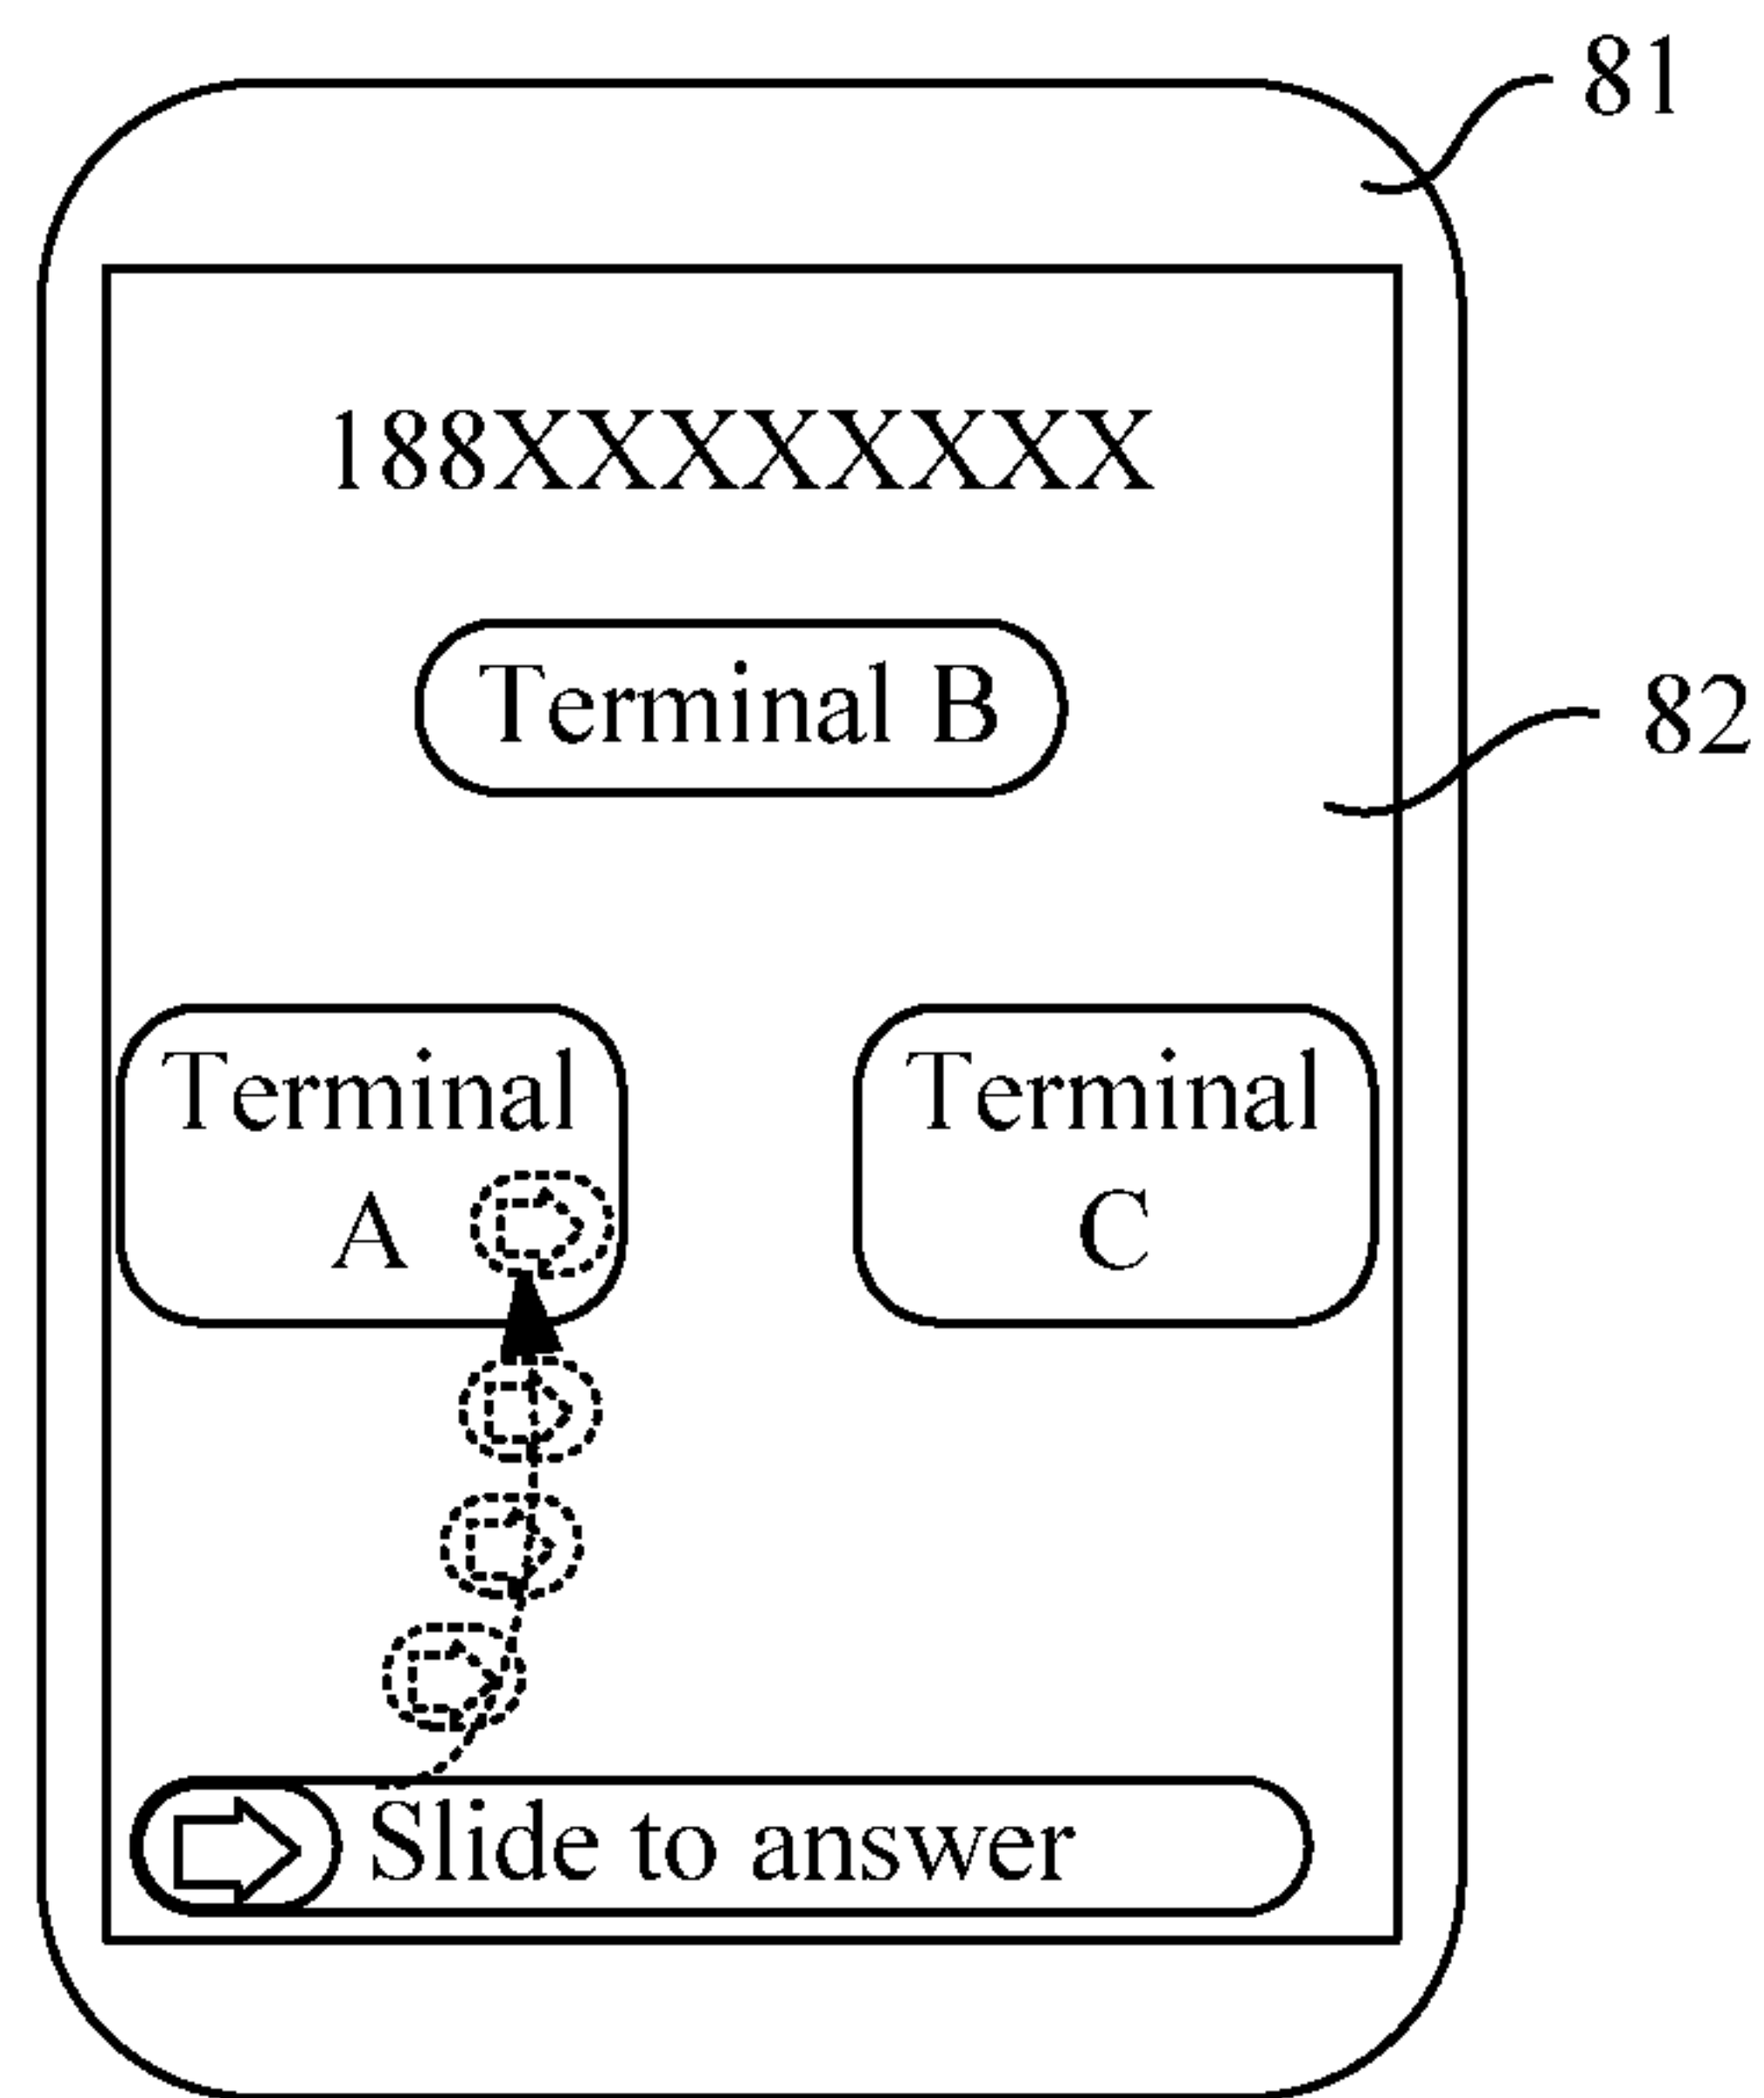 81
188XXXXXXXX
Terminal B
82
Terminal
A
Terminal
C
Slide to answer